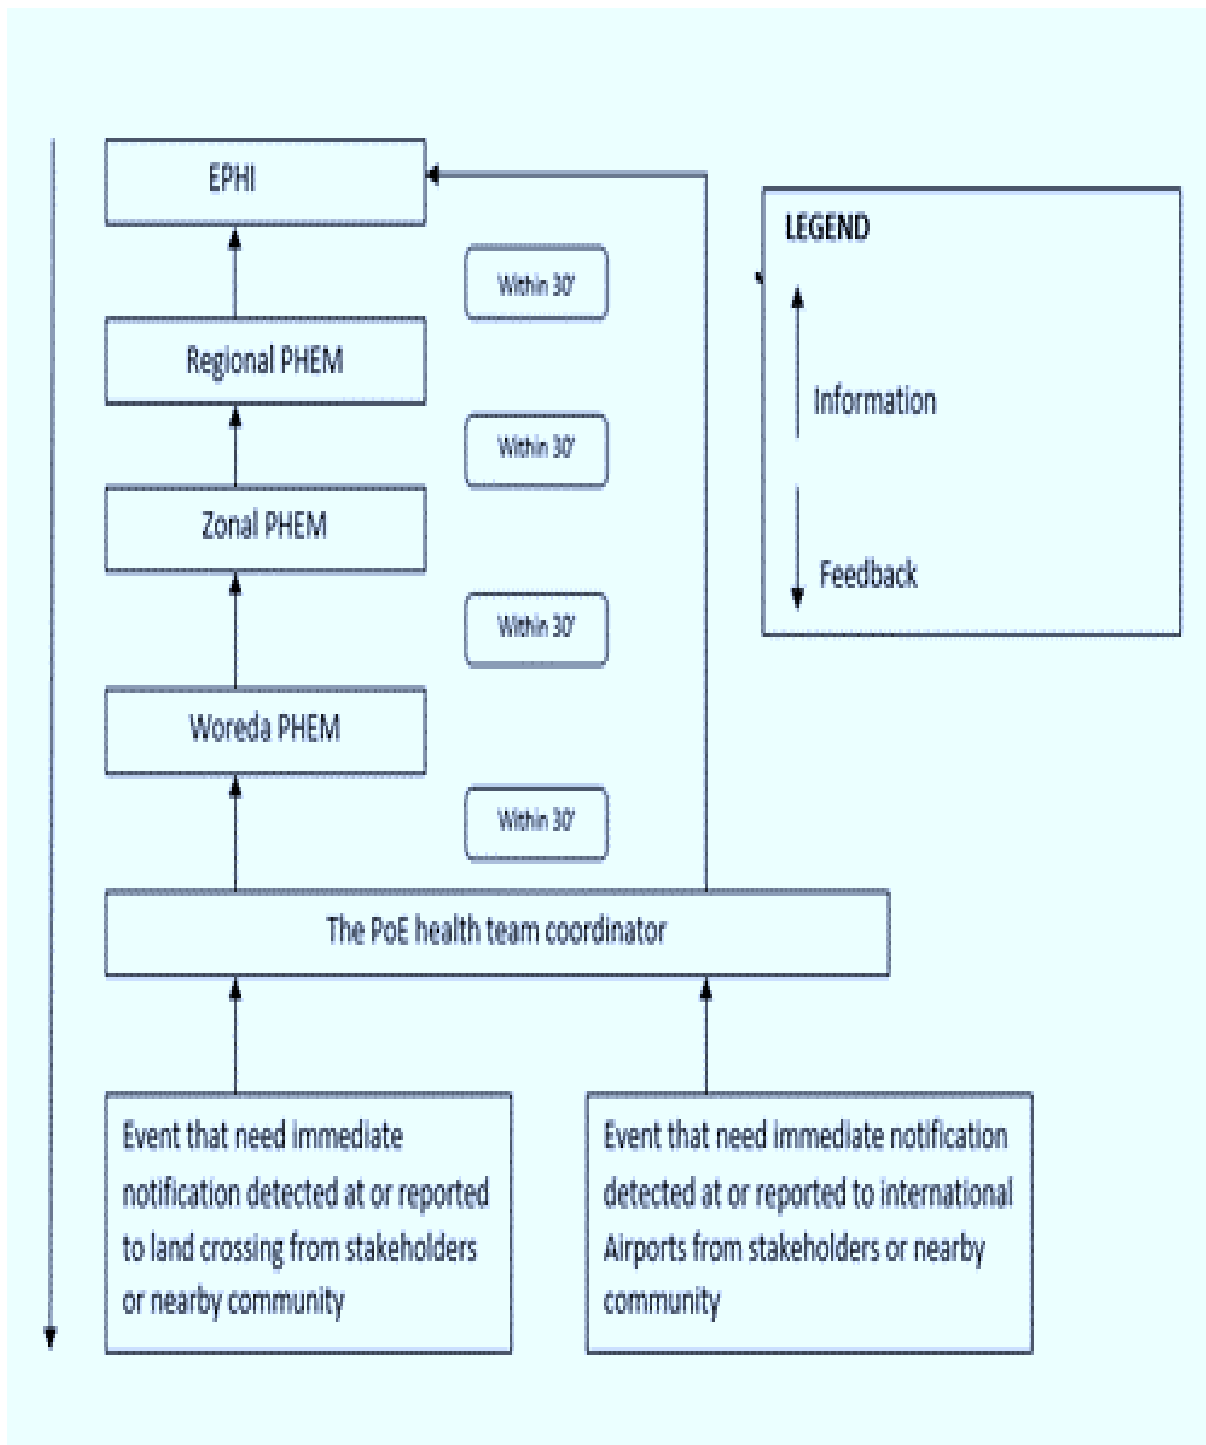 EPHI
Within 30'
Regional PHEM
Within 30'
Zonal PHEM
Within 30'
Woreda PHEM
Within 30'
The PoE health team coordinator
Event that need immediate
notification detected at or reported
to land crossing from stakeholders
or nearby community
Event that need immediate notification
detected at or reported to international
Airports from stakeholders or nearby
community
LEGEND
Information
Feedback